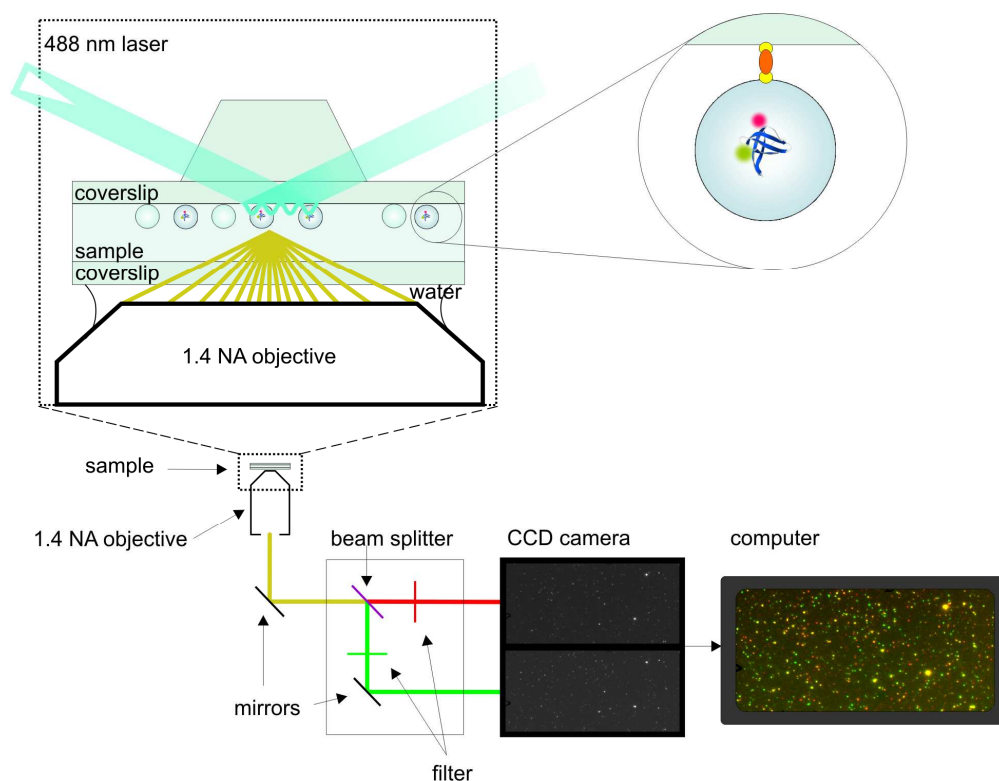 488 nm laser
coverslip
sample
coverslip
water
1.4 NA objective
sample
1.4 NA objective
beam splitter
CCD camera
computer
mirrors
filter